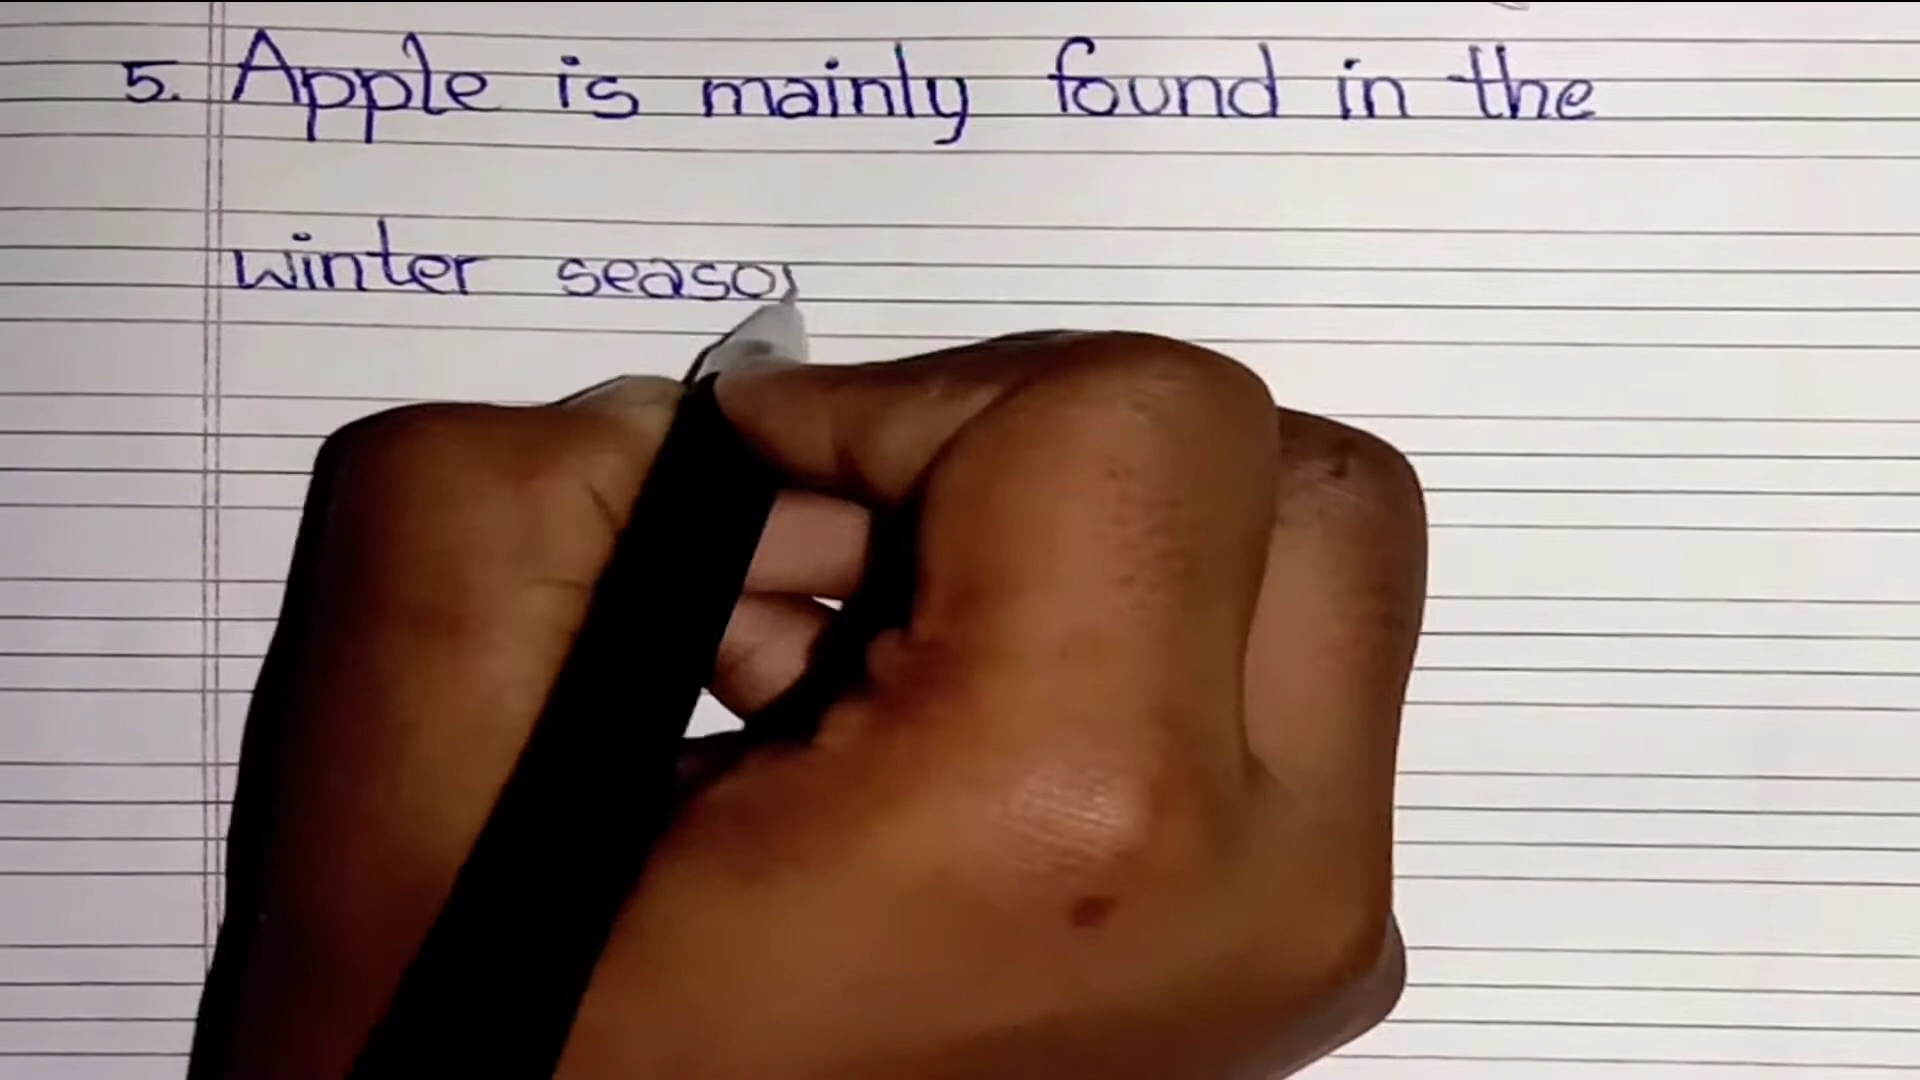 5. Apple is mainly found in the
winter seaso